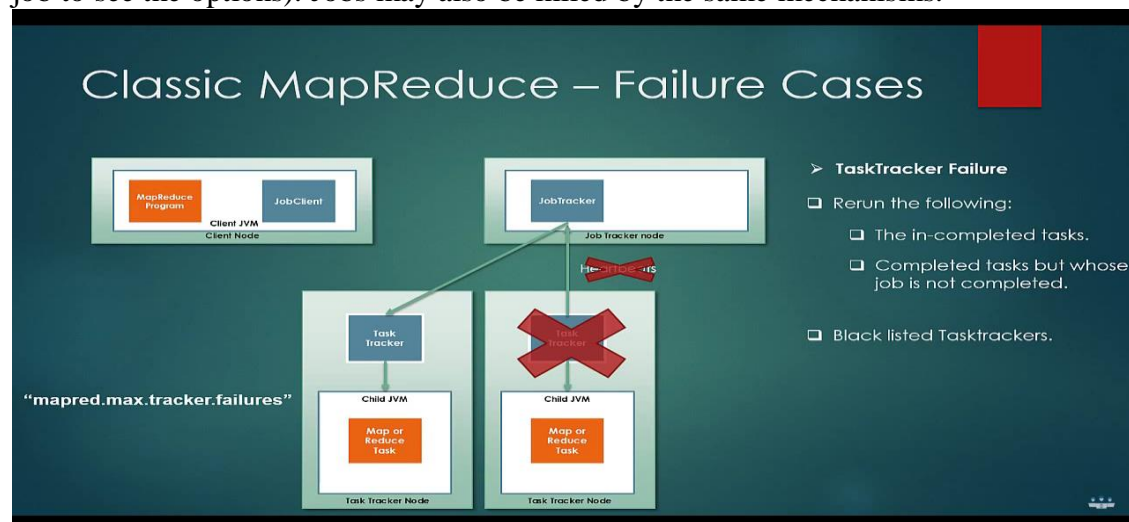 job to see the options). Jobs may also be killed by the same mechanisms.
Classic MapReduce – Failure Cases
MapReduce
Program
JobClient
Client JVM
Client Node
JobTracker
Job Tracker node
Heartbeats
Task
Tracker
Child JVM
Map or
Reduce
Task
Task Tracker Node
Task
Tracker
Child JVM
Map or
Reduce
Task
Task Tracker Node
"mapred.max.tracker.failures"
➢ TaskTracker Failure
❑ Rerun the following:
❑ The in-completed tasks.
❑ Completed tasks but whose
job is not completed.
❑ Black listed Tasktrackers.